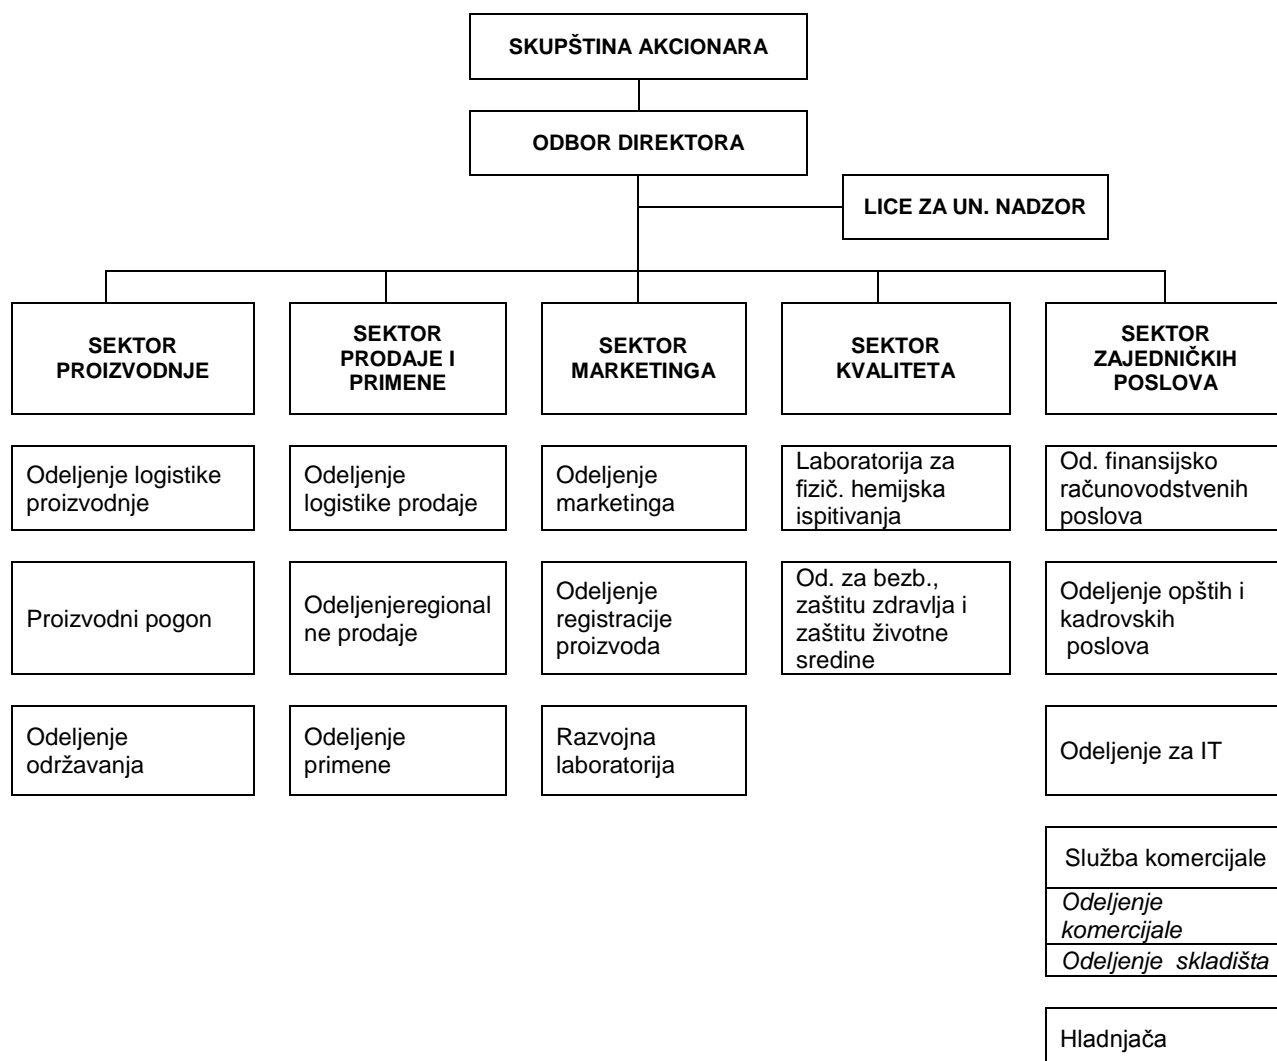 SKUPŠTINA AKCIONARA
ODBOR DIREKTORA
LICE ZA UN. NADZOR
SEKTOR
PROIZVODNJE
SEKTOR
PRODAJE I
PRIMENE
SEKTOR
MARKETINGA
SEKTOR
KVALITETA
SEKTOR
ZAJEDNIČKIH
POSLOVA
Odeljenje logistike
proizvodnje
Odeljenje
logistike prodaje
Odeljenje
marketinga
Laboratorija za
fizič. hemijska
ispitivanja
Od. finansijsko
računovodstvenih
poslova
Proizvodni pogon
Odeljenjeregional
ne prodaje
Odeljenje
registracije
proizvoda
Od. za bezb.,
zaštitu zdravlja i
zaštitu životne
sredine
Odeljenje opštih i
kadrovskih
poslova
Odeljenje
održavanja
Odeljenje
primene
Razvojna
laboratorija
Odeljenje za IT
Služba komercijale
Odeljenje
komercijale
Odeljenje skladišta
Hladnjača